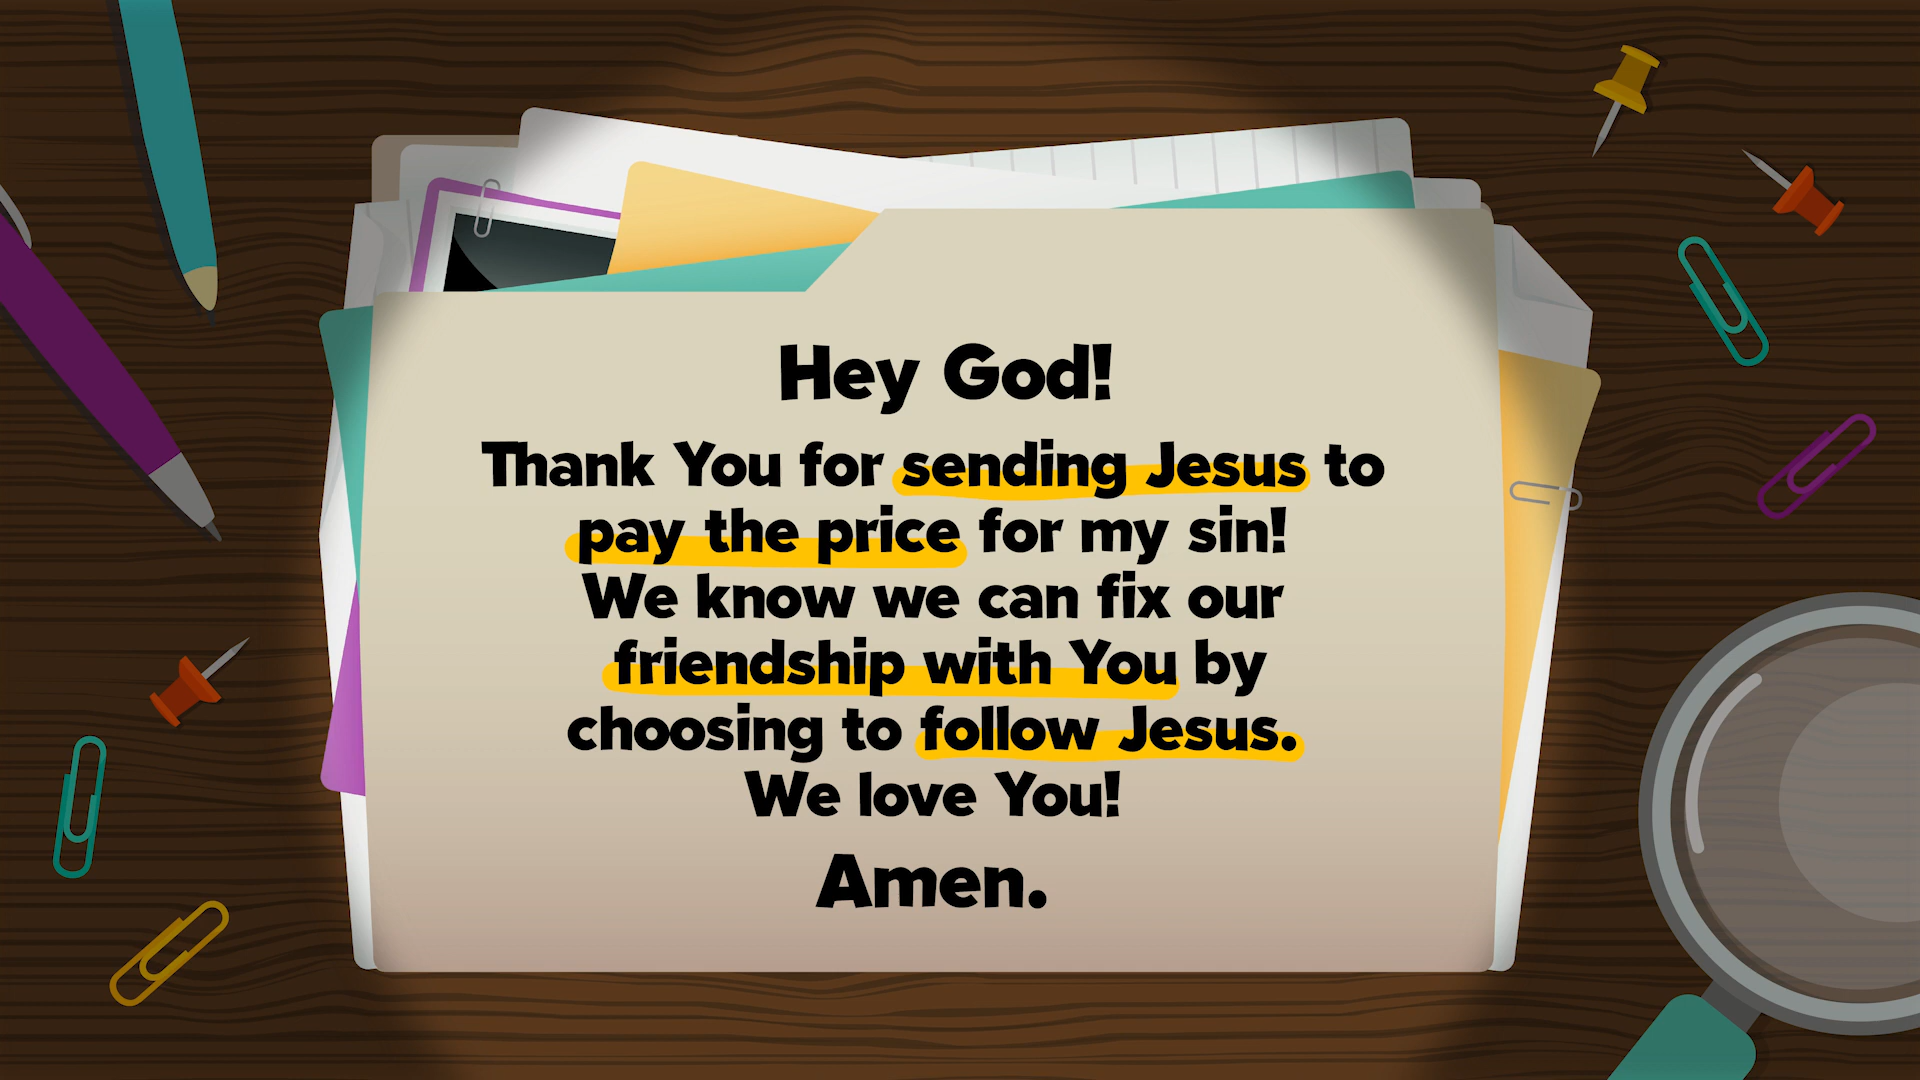 Hey God!
Thank You for sending Jesus to
pay the price for my sin!
We know we can fix our
friendship with You by
choosing to follow Jesus.
We love You!
Amen.